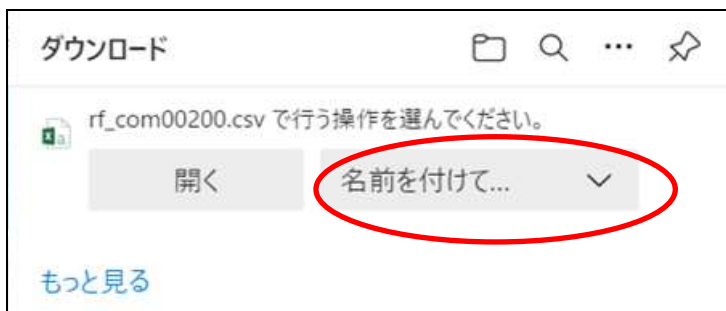 ダウンロード
rf_com00200.csv で行う操作を選んでください。
開く
名前を付けて...
もっと見る